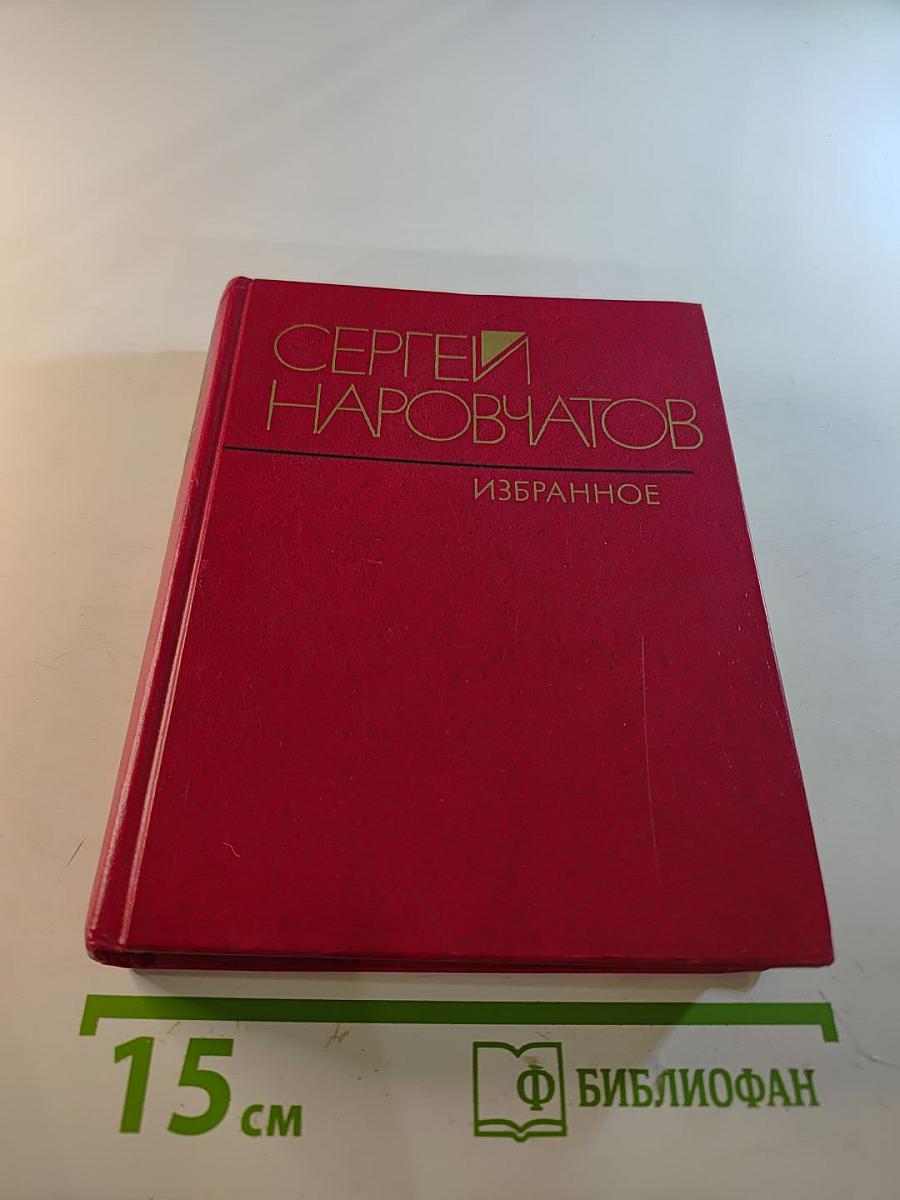 СЕРГЕЙ
НАРОВЧАТОВ
ИЗБРАННОЕ
15 см
Ф БИБЛИОФАН